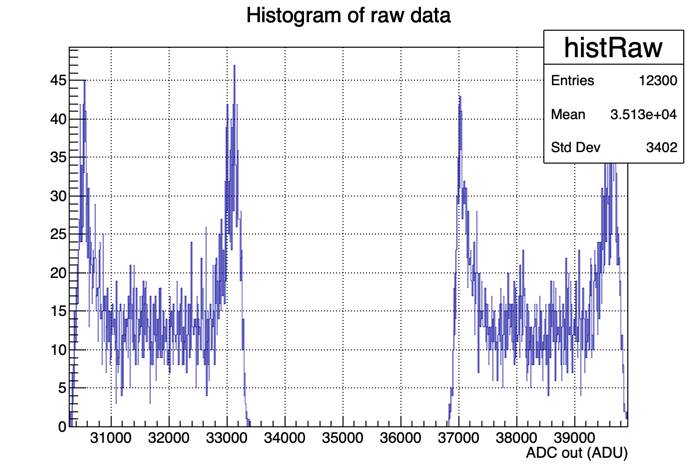 Histogram of raw data
histRaw
Entries 12300
Mean 3.513e+04
Std Dev 3402
45
40
35
30
25
20
15
10
5
0
31000 32000 33000 34000 35000 36000 37000 38000 39000
ADC out (ADU)